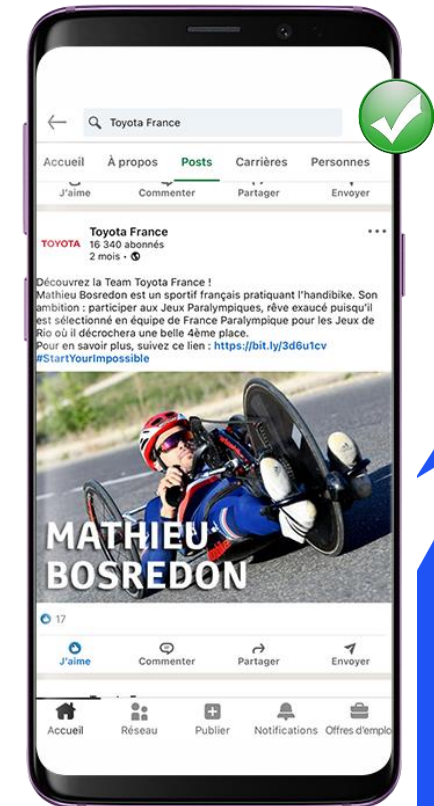 Toyota France
Accueil À propos Posts Carrières Personnes
J'aime Commenter Partager Envoyer
TOYOTA
Toyota France
16 340 abonnés
2 mois •
Découvrez la Team Toyota France !
Mathieu Bosredon est un sportif français pratiquant l'handibike. Son
ambition : participer aux Jeux Paralympiques, rêve exaucé puisqu'il
est sélectionné en équipe de France Paralympique pour les Jeux de
Rio où il décrochera une belle 4ème place.
Pour en savoir plus, suivez ce lien : https://bit.ly/3d6u1cv
#StartYourImpossible
MATHIEU
BOSREDON
17
J'aime Commenter Partager Envoyer
Accueil Réseau Publier Notifications Offres d'emplo